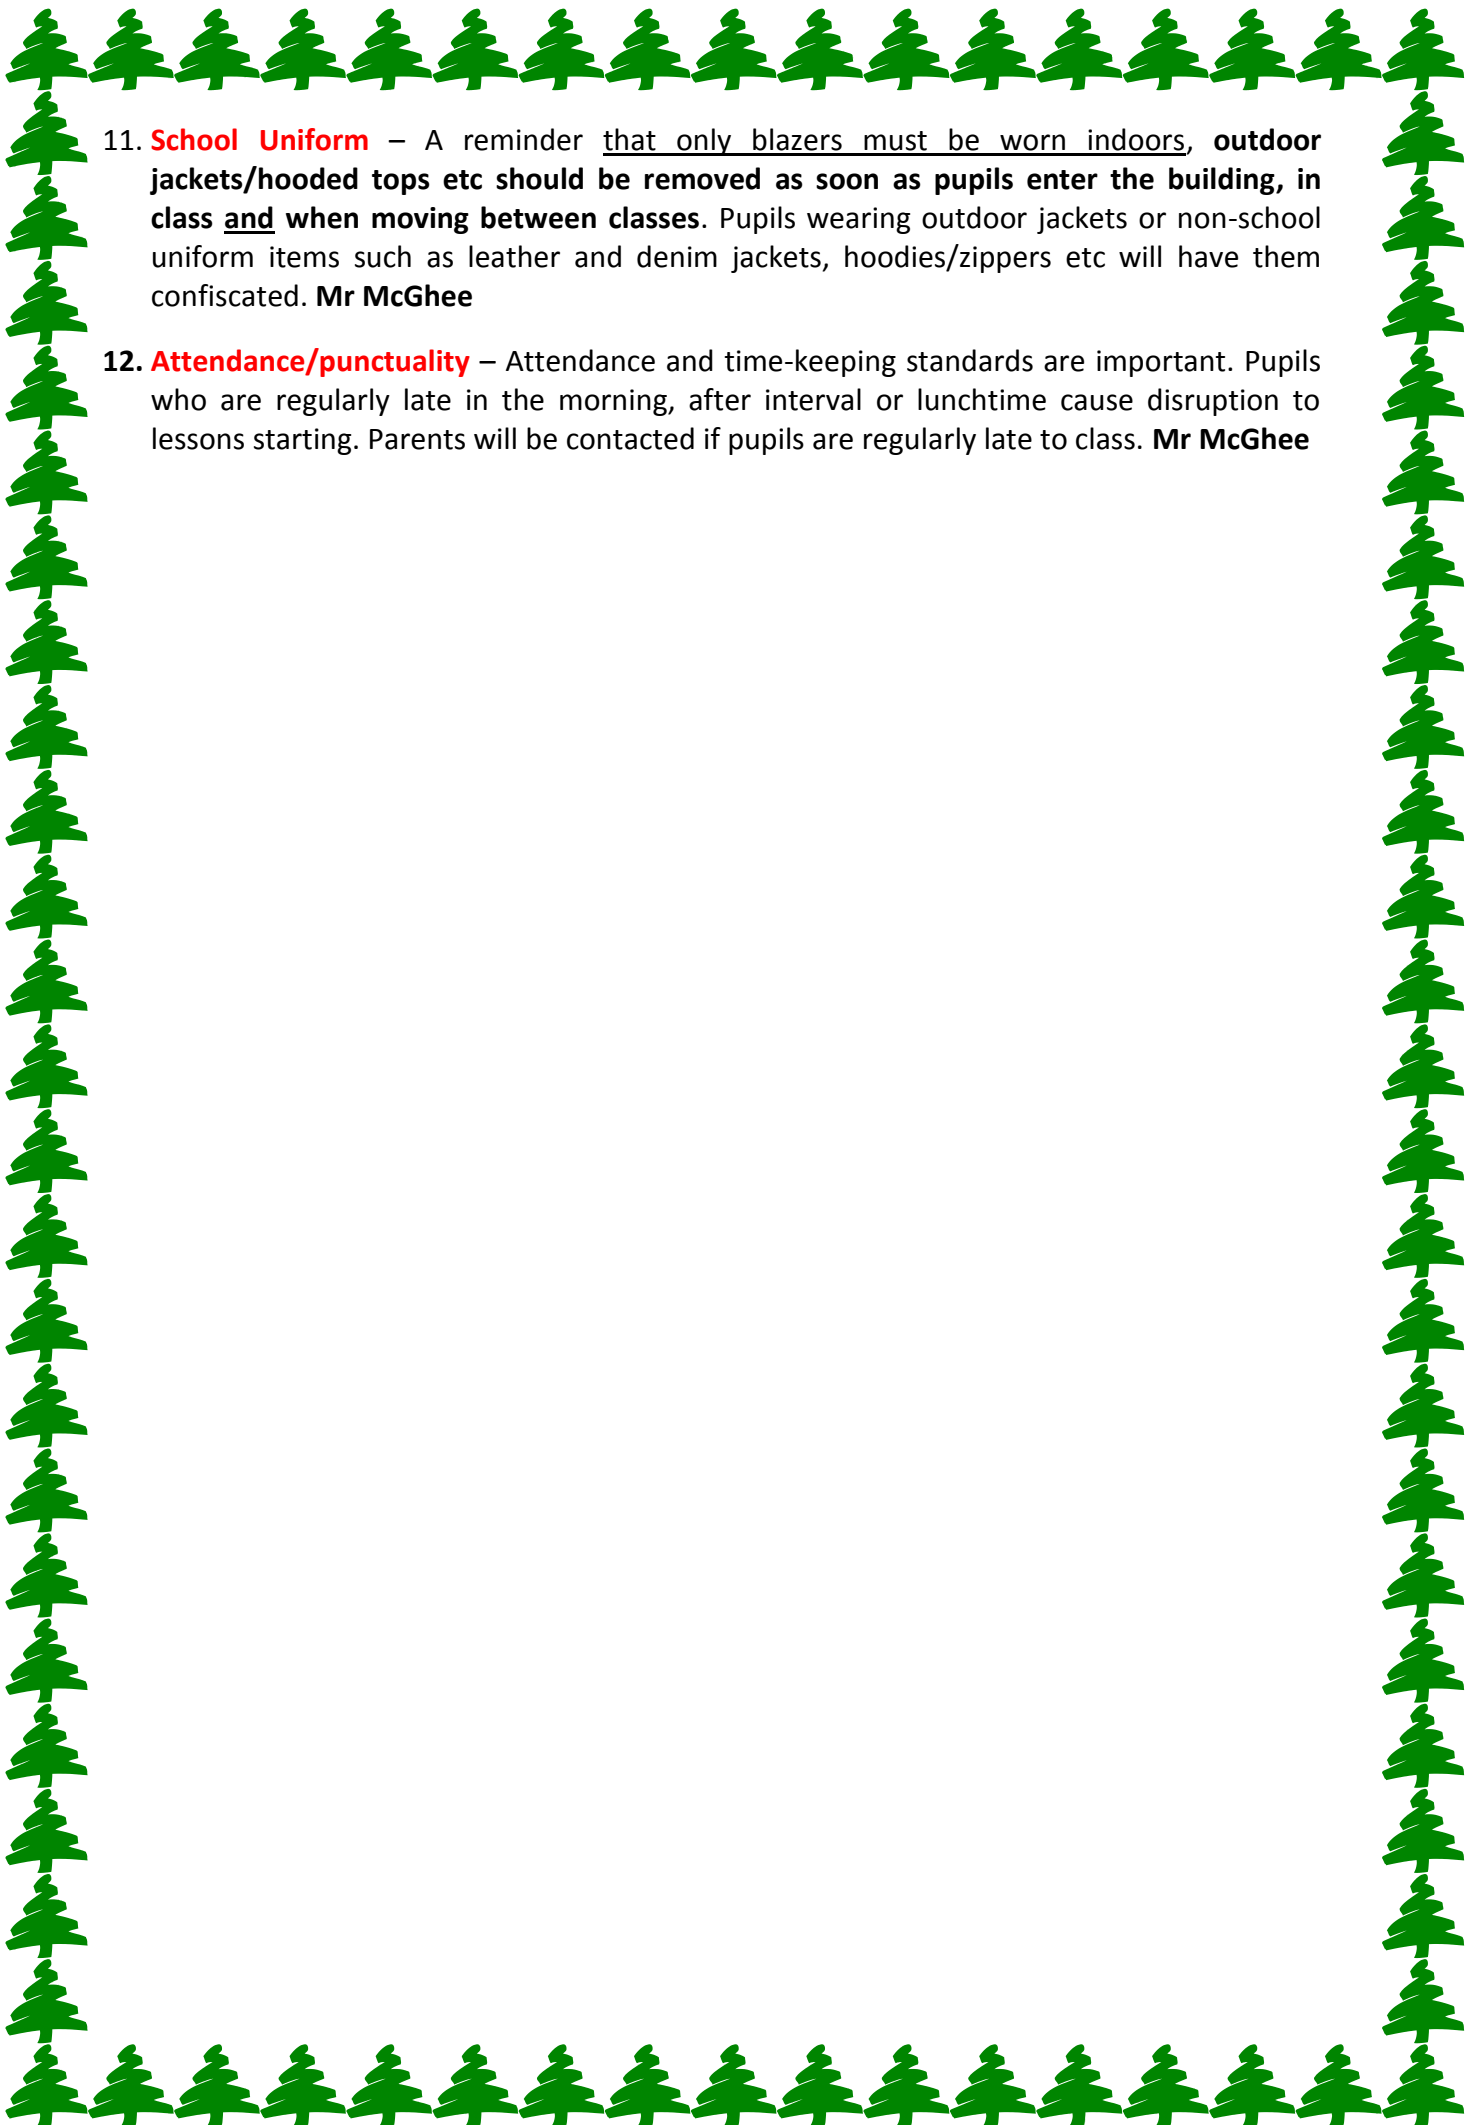 11. School Uniform – A reminder that only blazers must be worn indoors, outdoor
jackets/hooded tops etc should be removed as soon as pupils enter the building, in
class and when moving between classes. Pupils wearing outdoor jackets or non-school
uniform items such as leather and denim jackets, hoodies/zippers etc will have them
confiscated. Mr McGhee
12. Attendance/punctuality – Attendance and time-keeping standards are important. Pupils
who are regularly late in the morning, after interval or lunchtime cause disruption to
lessons starting. Parents will be contacted if pupils are regularly late to class. Mr McGhee